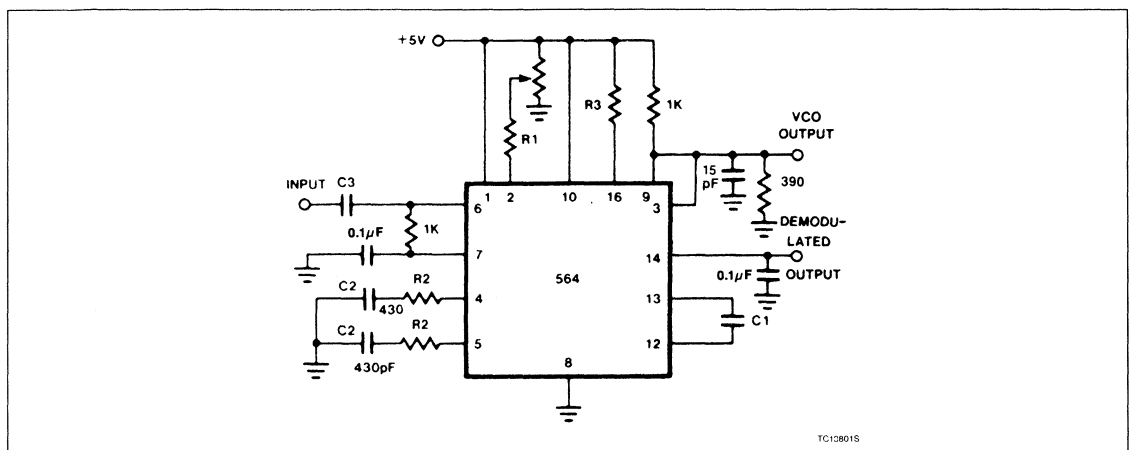 +5V
R3
1K
VCO
OUTPUT
R1
15
pF
390
INPUT
C3
1
2
10
16
9
6
3
1K
DEMODU-
LATED
OUTPUT
0.1µF
7
14
0.1µF
564
C2
430
R2
4
13
C1
C2
430pF
R2
5
12
8
TC13801S